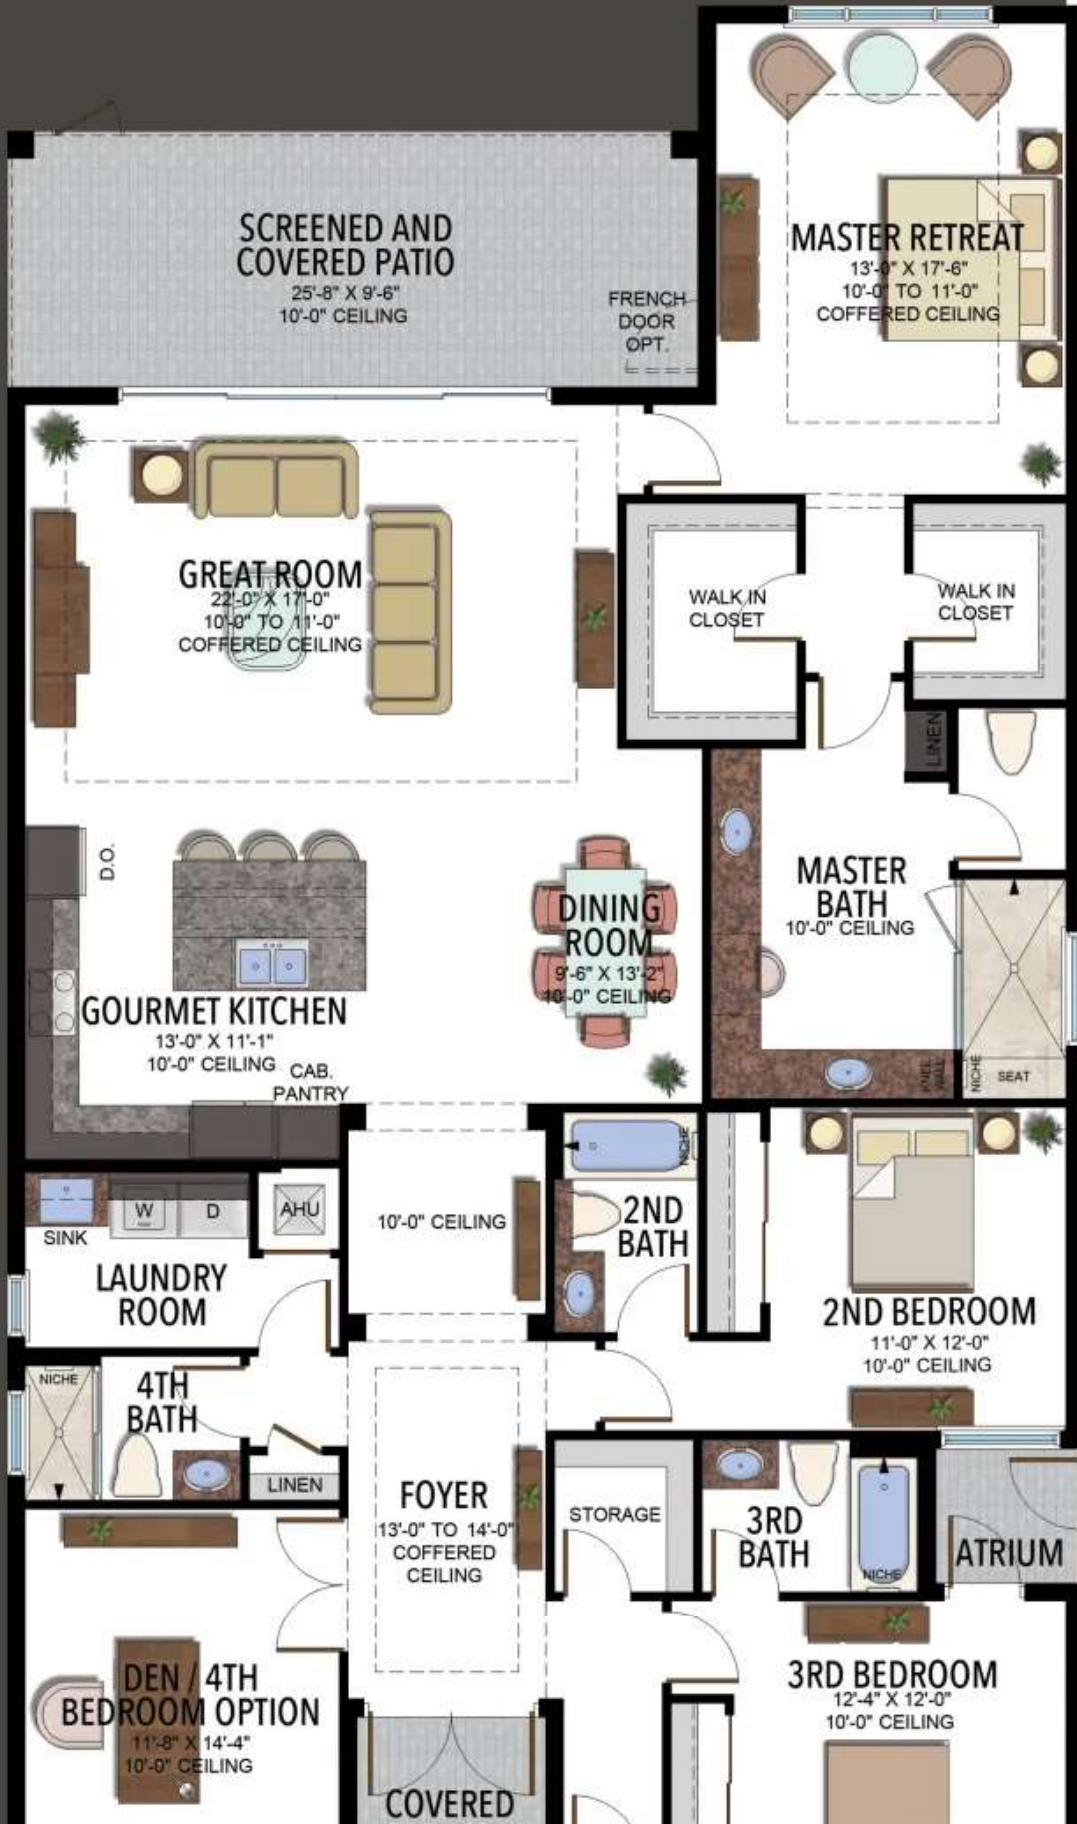 SCREENED AND
COVERED PATIO
25'-8" X 9'-6"
10'-0" CEILING
FRENCH
DOOR
OPT.
MASTER RETREAT
13'-0" X 17'-6"
10'-0" TO 11'-0"
COFFERED CEILING
GREAT ROOM
22'-0" X 17'-0"
10'-0" TO 11'-0"
COFFERED CEILING
WALK IN
CLOSET
WALK IN
CLOSET
LINEN
D.O.
MASTER
BATH
10'-0" CEILING
DINING
ROOM
9'-6" X 13'-2"
10'-0" CEILING
GOURMET KITCHEN
13'-0" X 11'-1"
10'-0" CEILING
CAB.
PANTRY
KNEE
WALL
NICHE
SEAT
NICHE
W
D
SINK
AHU
10'-0" CEILING
2ND
BATH
LAUNDRY
ROOM
2ND BEDROOM
11'-0" X 12'-0"
10'-0" CEILING
NICHE
4TH
BATH
LINEN
FOYER
13'-0" TO 14'-0"
COFFERED
CEILING
STORAGE
3RD
BATH
NICHE
ATRIUM
DEN / 4TH
BEDROOM OPTION
11'-8" X 14'-4"
10'-0" CEILING
3RD BEDROOM
12'-4" X 12'-0"
10'-0" CEILING
COVERED